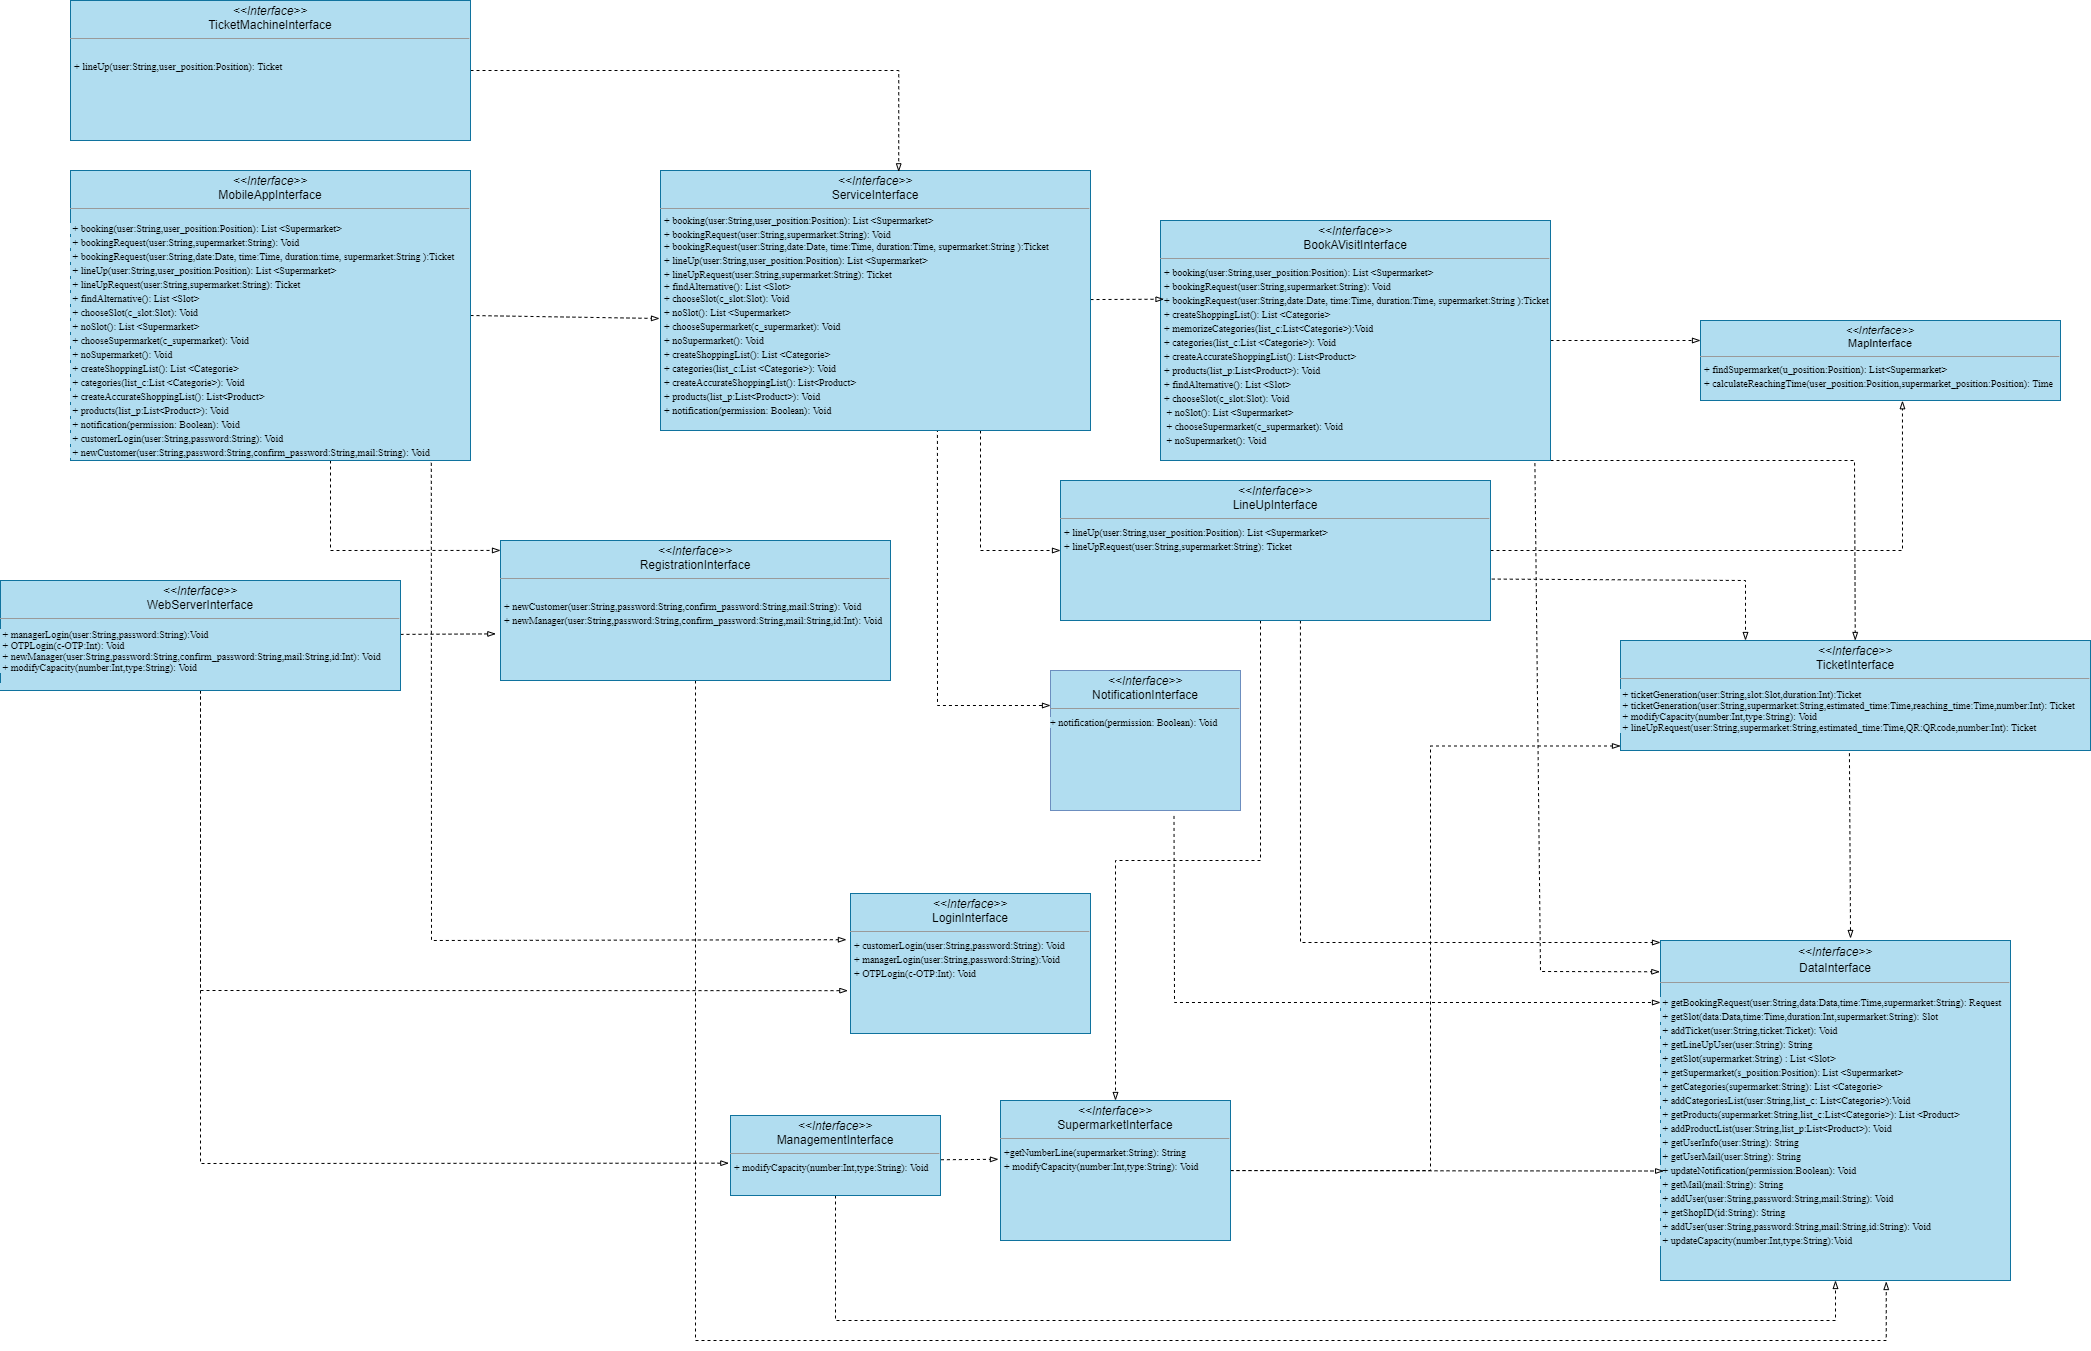 <<Interface>>
TicketMachineInterface
+ lineUp(user:String,user_position:Position): Ticket
<<Interface>>
MobileAppInterface
+ booking(user:String,user_position:Position): List <Supermarket>
+ bookingRequest(user:String,supermarket:String): Void
+ bookingRequest(user:String,date:Date, time:Time, duration:time, supermarket:String ):Ticket
+ lineUp(user:String,user_position:Position): List <Supermarket>
+ lineUpRequest(user:String,supermarket:String): Ticket
+ findAlternative(): List <Slot>
+ chooseSlot(c_slot:Slot): Void
+ noSlot(): List <Supermarket>
+ chooseSupermarket(c_supermarket): Void
+ noSupermarket(): Void
+ createShoppingList(): List <Categorie>
+ categories(list_c:List <Categorie>): Void
+ createAccurateShoppingList(): List<Product>
+ products(list_p:List<Product>): Void
+ notification(permission: Boolean): Void
+ customerLogin(user:String,password:String): Void
+ newCustomer(user:String,password:String,confirm_password:String,mail:String): Void
<<Interface>>
ServiceInterface
+ booking(user:String,user_position:Position): List <Supermarket>
+ bookingRequest(user:String,supermarket:String): Void
+ bookingRequest(user:String,date:Date, time:Time, duration:Time, supermarket:String ):Ticket
+ lineUp(user:String,user_position:Position): List <Supermarket>
+ lineUpRequest(user:String,supermarket:String): Ticket
+ findAlternative(): List <Slot>
+ chooseSlot(c_slot:Slot): Void
+ noSlot(): List <Supermarket>
+ chooseSupermarket(c_supermarket): Void
+ noSupermarket(): Void
+ createShoppingList(): List <Categorie>
+ categories(list_c:List <Categorie>): Void
+ createAccurateShoppingList(): List<Product>
+ products(list_p:List<Product>): Void
+ notification(permission: Boolean): Void
<<Interface>>
BookAVisitInterface
+ booking(user:String,user_position:Position): List <Supermarket>
+ bookingRequest(user:String,supermarket:String): Void
+ bookingRequest(user:String,date:Date, time:Time, duration:Time, supermarket:String ):Ticket
+ createShoppingList(): List <Categorie>
+ memorizeCategories(list_c:List<Categorie>):Void
+ categories(list_c:List <Categorie>): Void
+ createAccurateShoppingList(): List<Product>
+ products(list_p:List<Product>): Void
+ findAlternative(): List <Slot>
+ chooseSlot(c_slot:Slot): Void
+ noSlot(): List <Supermarket>
+ chooseSupermarket(c_supermarket): Void
+ noSupermarket(): Void
<<Interface>>
MapInterface
+ findSupermarket(u_position:Position): List<Supermarket>
+ calculateReachingTime(user_position:Position,supermarket_position:Position): Time
<<Interface>>
LineUpInterface
+ lineUp(user:String,user_position:Position): List <Supermarket>
+ lineUpRequest(user:String,supermarket:String): Ticket
<<Interface>>
RegistrationInterface
+ newCustomer(user:String,password:String,confirm_password:String,mail:String): Void
+ newManager(user:String,password:String,confirm_password:String,mail:String,id:Int): Void
<<Interface>>
WebServerInterface
+ managerLogin(user:String,password:String):Void
+ OTPLogin(c-OTP:Int): Void
+ newManager(user:String,password:String,confirm_password:String,mail:String,id:Int): Void
+ modifyCapacity(number:Int,type:String): Void
<<Interface>>
NotificationInterface
+ notification(permission: Boolean): Void
<<Interface>>
TicketInterface
+ ticketGeneration(user:String,slot:Slot,duration:Int):Ticket
+ ticketGeneration(user:String,supermarket:String,estimated_time:Time,reaching_time:Time,number:Int): Ticket
+ modifyCapacity(number:Int,type:String): Void
+ lineUpRequest(user:String,supermarket:String,estimated_time:Time,QR:QRcode,number:Int): Ticket
<<Interface>>
LoginInterface
+ customerLogin(user:String,password:String): Void
+ managerLogin(user:String,password:String):Void
+ OTPLogin(c-OTP:Int): Void
<<Interface>>
DataInterface
+ getBookingRequest(user:String,data:Data,time:Time,supermarket:String): Request
+ getSlot(data:Data,time:Time,duration:Int,supermarket:String): Slot
+ addTicket(user:String,ticket:Ticket): Void
+ getLineUpUser(user:String): String
+ getSlot(supermarket:String) : List <Slot>
+ getSupermarket(s_position:Position): List <Supermarket>
+ getCategories(supermarket:String): List <Categorie>
+ addCategoriesList(user:String,list_c: List<Categorie>):Void
+ getProducts(supermarket:String,list_c:List<Categorie>): List <Product>
+ addProductList(user:String,list_p:List<Product>): Void
+ getUserInfo(user:String): String
+ getUserMail(user:String): String
+ updateNotification(permission:Boolean): Void
+ getMail(mail:String): String
+ addUser(user:String,password:String,mail:String): Void
+ getShopID(id:String): String
+ addUser(user:String,password:String,mail:String,id:String): Void
+ updateCapacity(number:Int,type:String):Void
<<Interface>>
ManagementInterface
+ modifyCapacity(number:Int,type:String): Void
<<Interface>>
SupermarketInterface
+getNumberLine(supermarket:String): String
+ modifyCapacity(number:Int,type:String): Void